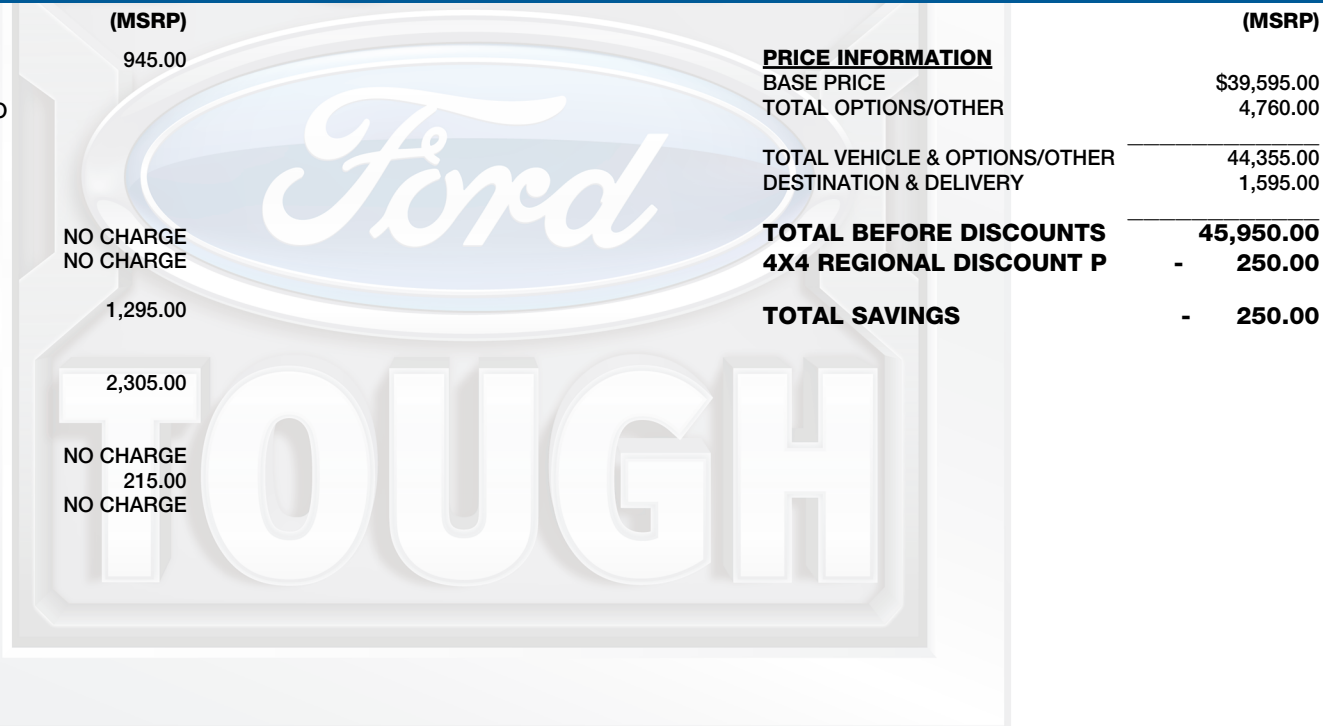 (MSRP)
945.00
NO CHARGE
NO CHARGE
1,295.00
2,305.00
NO CHARGE
215.00
NO CHARGE
Ford
TOUGH
(MSRP)
PRICE INFORMATION
BASE PRICE $39,595.00
TOTAL OPTIONS/OTHER 4,760.00
TOTAL VEHICLE & OPTIONS/OTHER 44,355.00
DESTINATION & DELIVERY 1,595.00
TOTAL BEFORE DISCOUNTS 45,950.00
4X4 REGIONAL DISCOUNT P - 250.00
TOTAL SAVINGS - 250.00